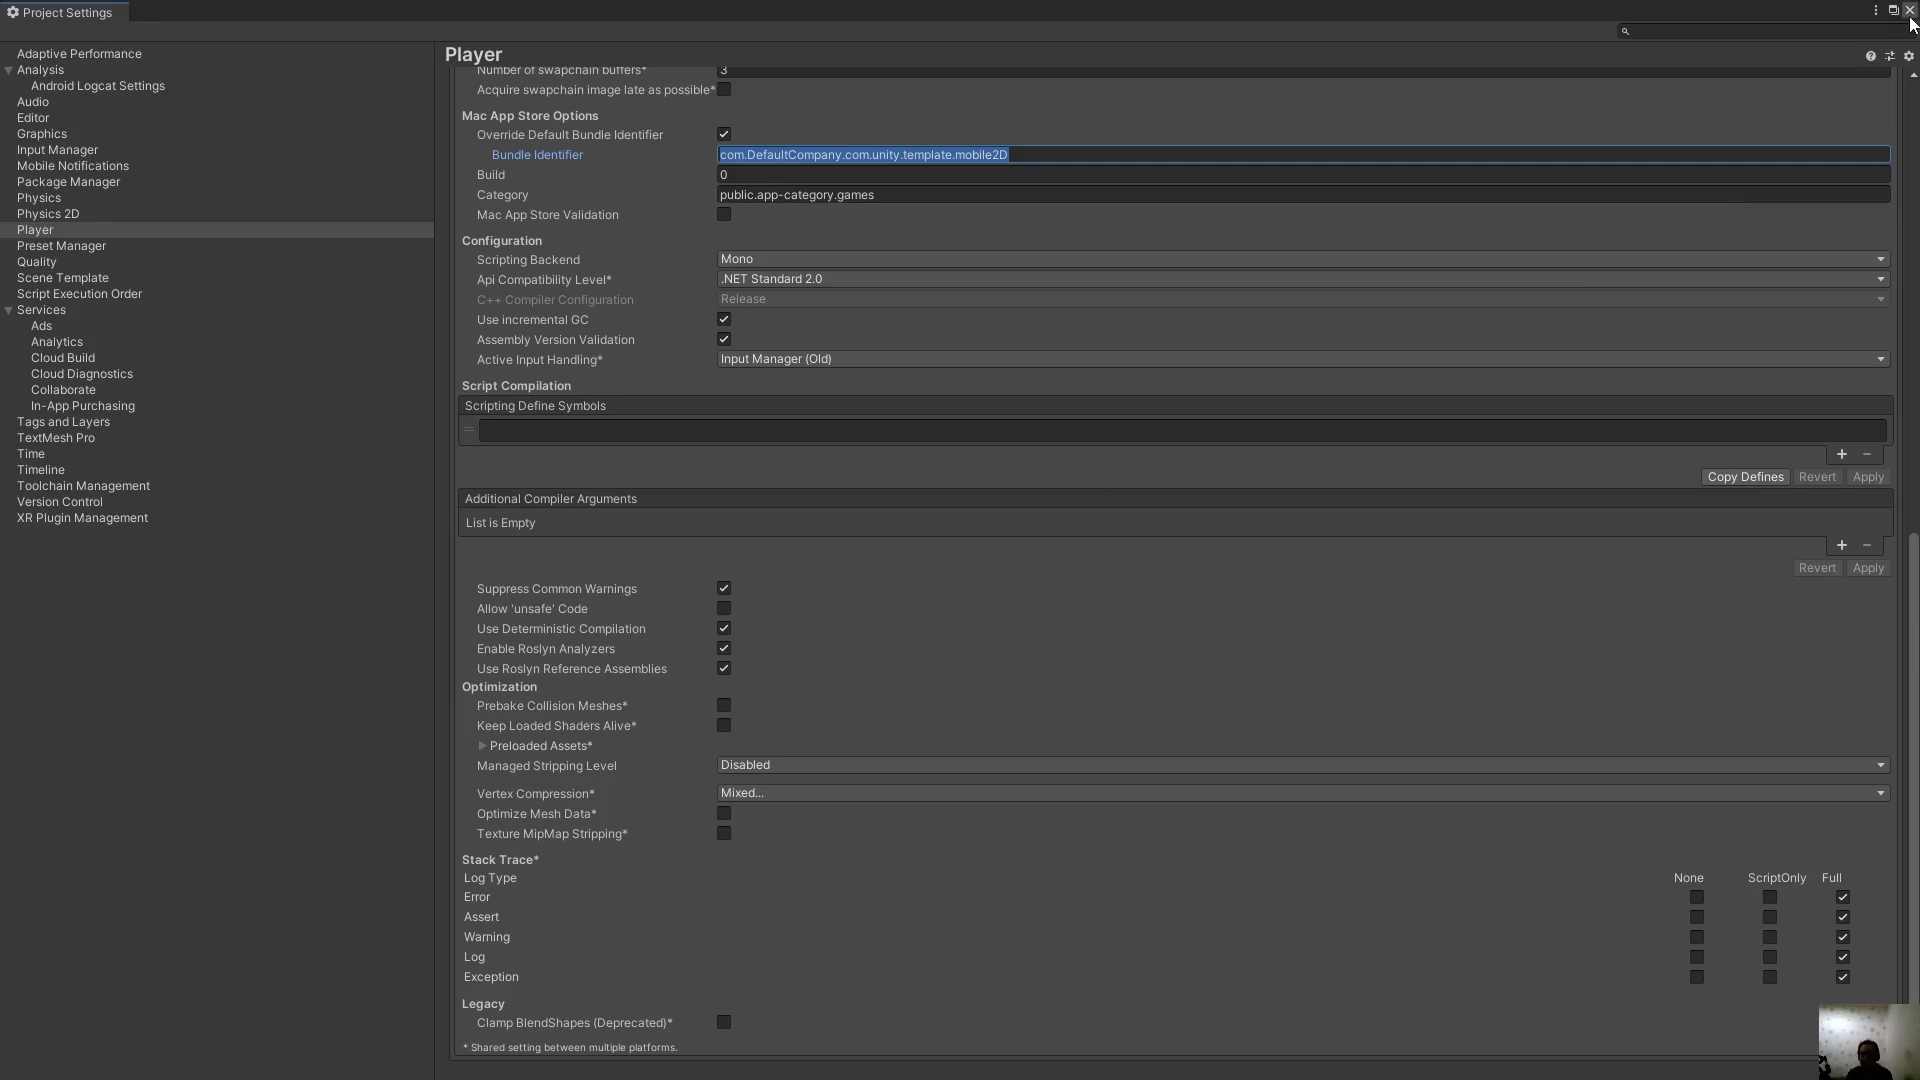 Project Settings
Adaptive Performance
Analysis
Android Logcat Settings
Audio
Editor
Graphics
Input Manager
Mobile Notifications
Package Manager
Physics
Physics 2D
Player
Preset Manager
Quality
Scene Template
Script Execution Order
Services
Ads
Analytics
Cloud Build
Cloud Diagnostics
Collaborate
In-App Purchasing
Tags and Layers
TextMesh Pro
Time
Timeline
Toolchain Management
Version Control
XR Plugin Management
Player
Number of swapchain buffers* 3
Acquire swapchain image late as possible*
Mac App Store Options
Override Default Bundle Identifier
Bundle Identifier com.DefaultCompany.com.unity.template.mobile2D
Build 0
Category public.app-category.games
Mac App Store Validation
Configuration
Scripting Backend Mono
Api Compatibility Level* .NET Standard 2.0
C++ Compiler Configuration Release
Use incremental GC
Assembly Version Validation
Active Input Handling* Input Manager (Old)
Script Compilation
Scripting Define Symbols
Copy Defines Revert Apply
Additional Compiler Arguments
List is Empty
Revert Apply
Suppress Common Warnings
Allow 'unsafe' Code
Use Deterministic Compilation
Enable Roslyn Analyzers
Use Roslyn Reference Assemblies
Optimization
Prebake Collision Meshes*
Keep Loaded Shaders Alive*
Preloaded Assets*
Managed Stripping Level Disabled
Vertex Compression* Mixed...
Optimize Mesh Data*
Texture MipMap Stripping*
Stack Trace*
Log Type None ScriptOnly Full
Error
Assert
Warning
Log
Exception
Legacy
Clamp BlendShapes (Deprecated)*
* Shared setting between multiple platforms.